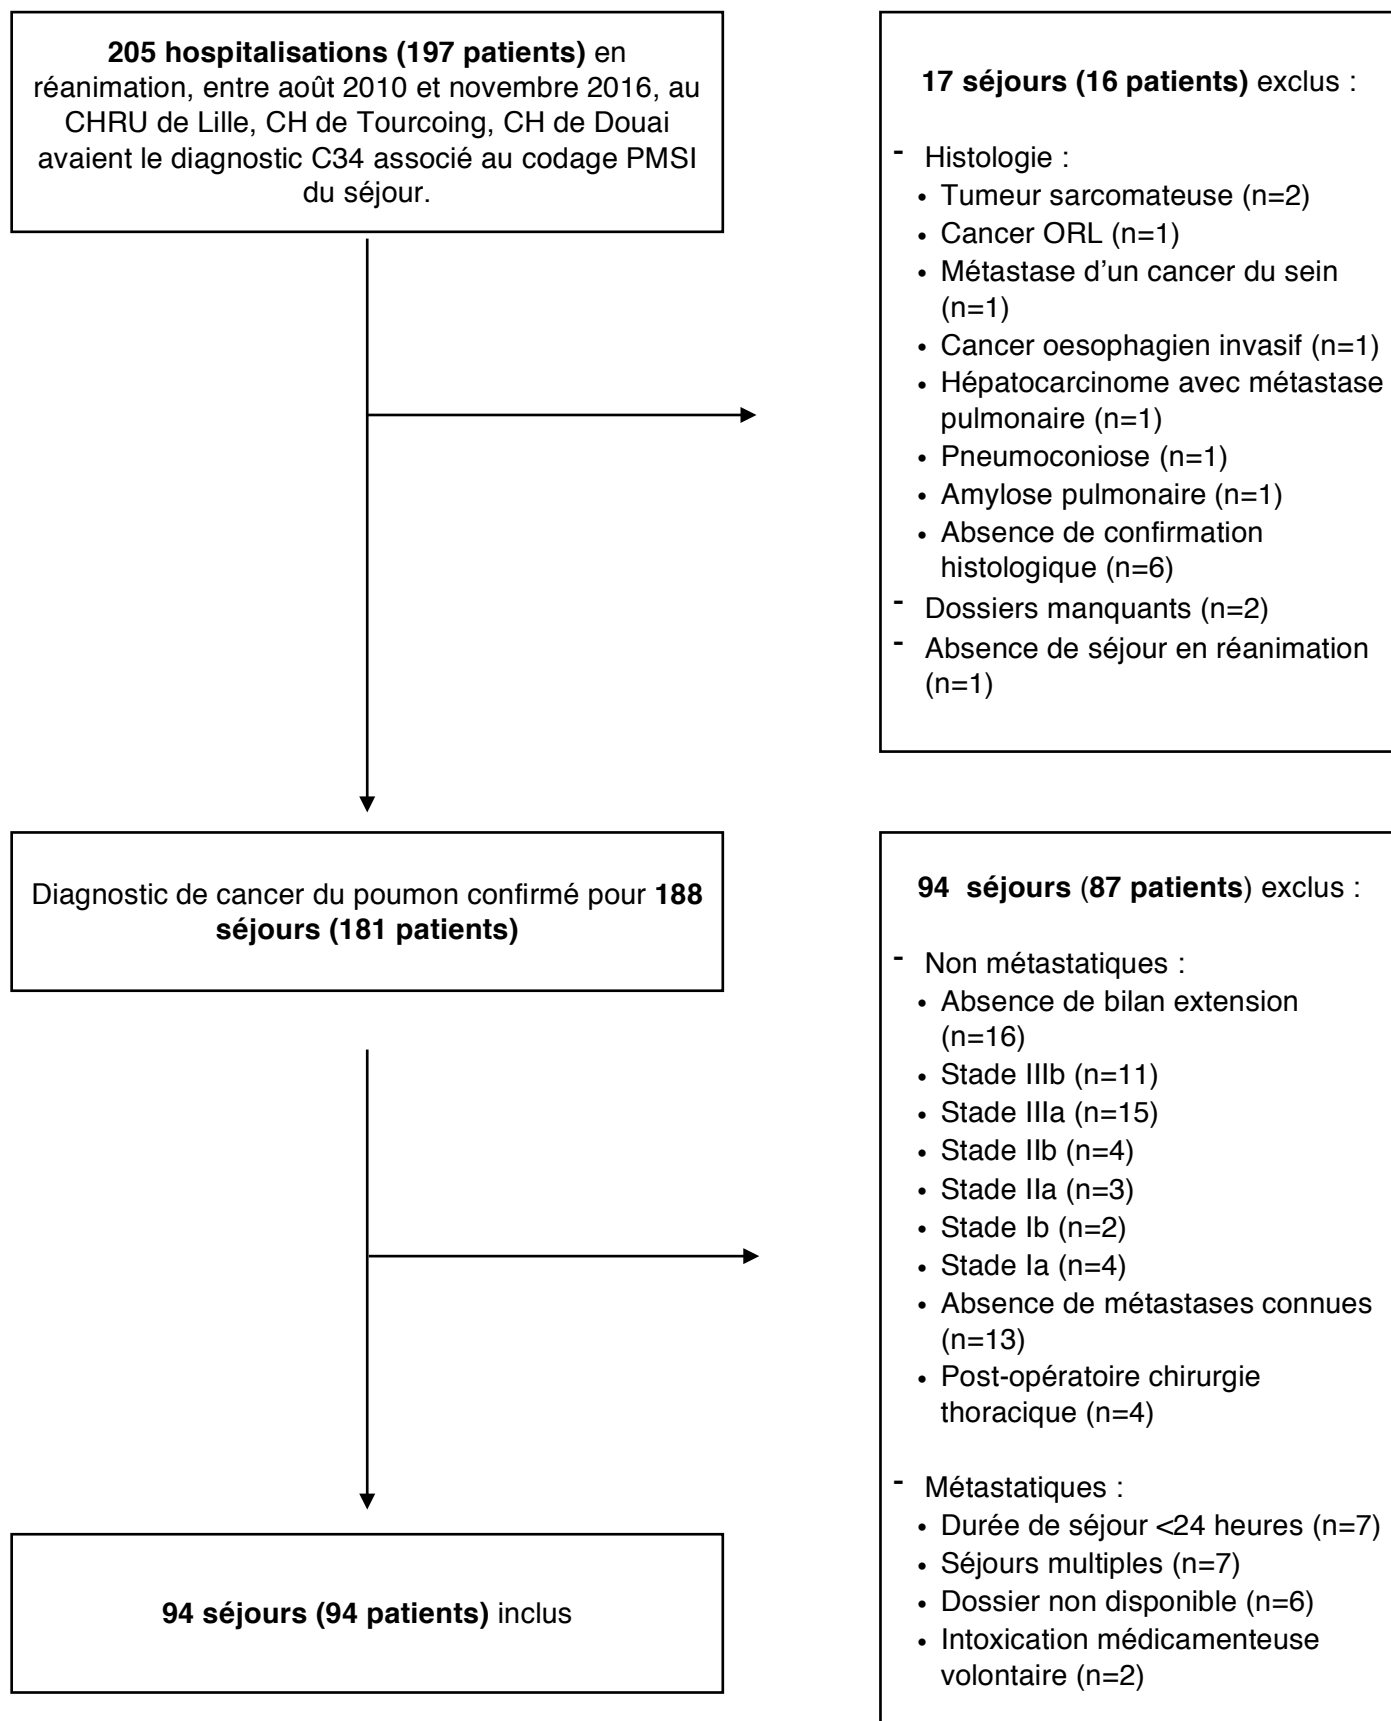 205 hospitalisations (197 patients) en
réanimation, entre août 2010 et novembre 2016, au
CHRU de Lille, CH de Tourcoing, CH de Douai
avaient le diagnostic C34 associé au codage PMSI
du séjour.
17 séjours (16 patients) exclus :
- Histologie :
• Tumeur sarcomateuse (n=2)
• Cancer ORL (n=1)
• Métastase d’un cancer du sein
(n=1)
• Cancer oesophagien invasif (n=1)
• Hépatocarcinome avec métastase
pulmonaire (n=1)
• Pneumoconiose (n=1)
• Amylose pulmonaire (n=1)
• Absence de confirmation
histologique (n=6)
- Dossiers manquants (n=2)
- Absence de séjour en réanimation
(n=1)
Diagnostic de cancer du poumon confirmé pour 188
séjours (181 patients)
94 séjours (87 patients) exclus :
- Non métastatiques :
• Absence de bilan extension
(n=16)
• Stade IIIb (n=11)
• Stade IIIa (n=15)
• Stade IIb (n=4)
• Stade IIa (n=3)
• Stade Ib (n=2)
• Stade Ia (n=4)
• Absence de métastases connues
(n=13)
• Post-opératoire chirurgie
thoracique (n=4)
- Métastatiques :
• Durée de séjour <24 heures (n=7)
• Séjours multiples (n=7)
• Dossier non disponible (n=6)
• Intoxication médicamenteuse
volontaire (n=2)
94 séjours (94 patients) inclus